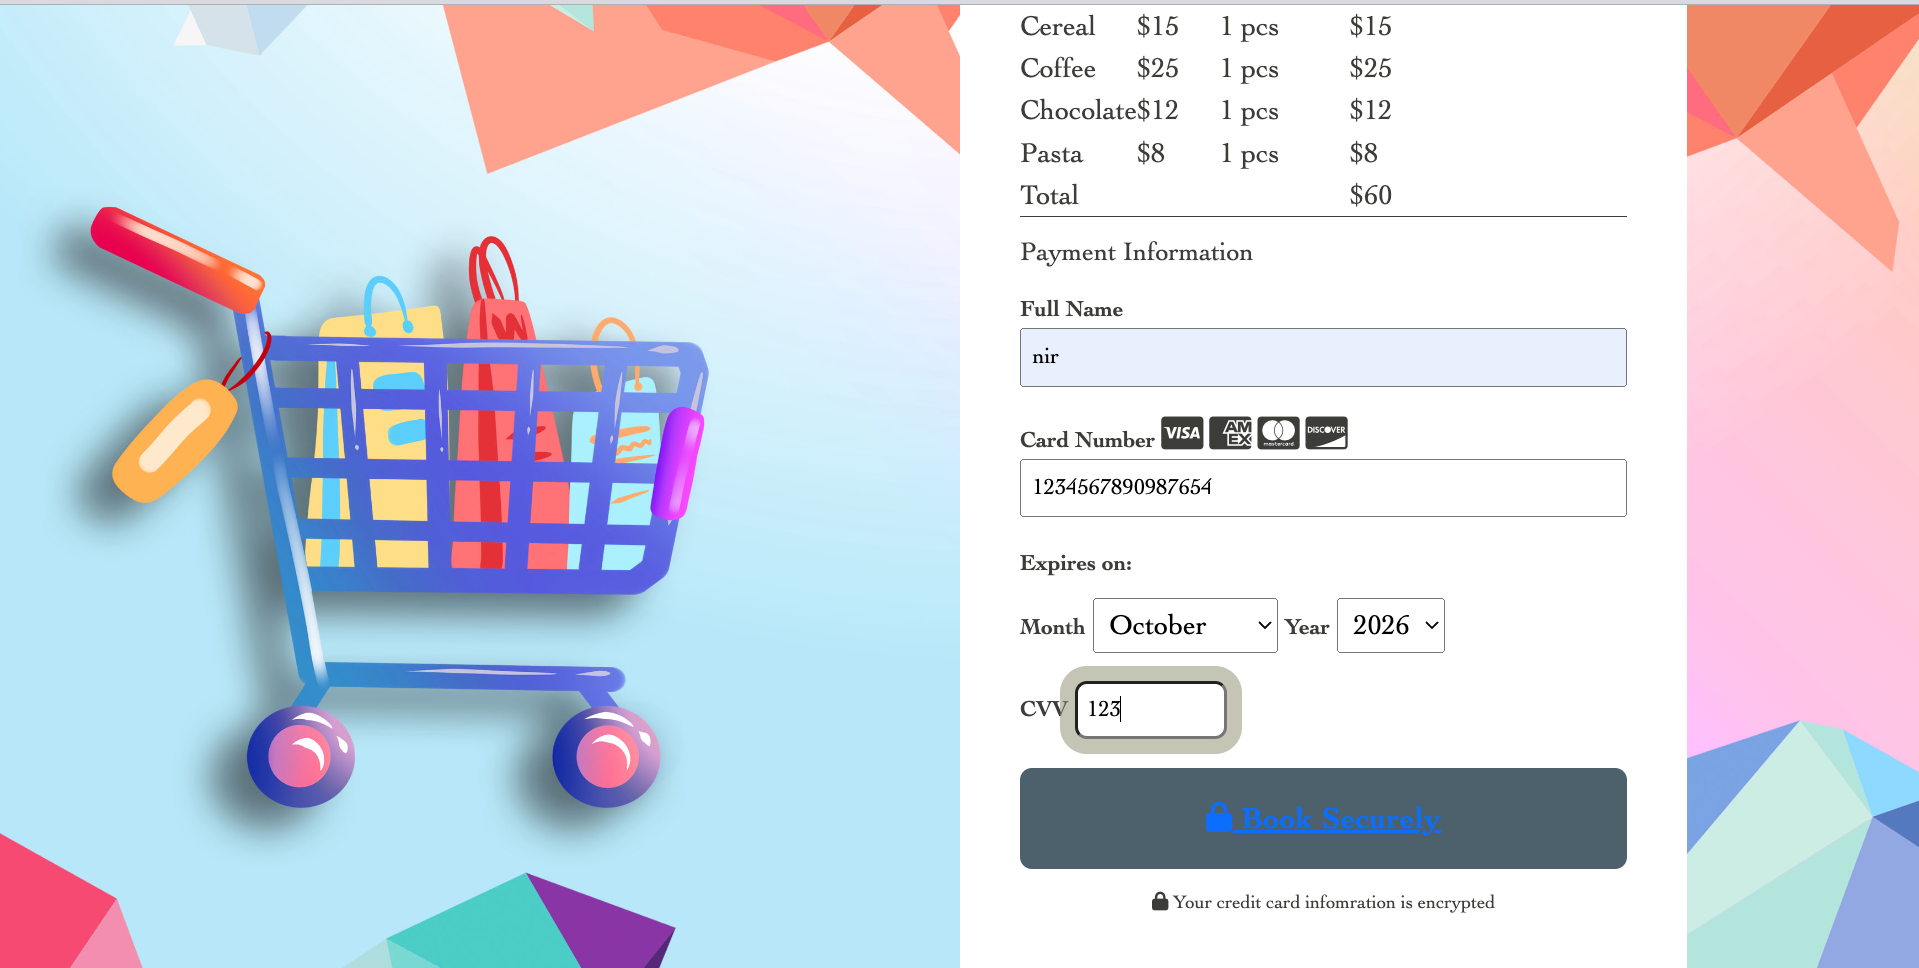 Cereal $15 1 pcs $15
Coffee $25 1 pcs $25
Chocolate$12 1 pcs $12
Pasta $8 1 pcs $8
Total $60
Payment Information
Full Name
nir
Card Number VISA AMEX mastercard DISCOVER
1234567890987654
Expires on:
Month October Year 2026
CVV 123
Book Securely
Your credit card infomration is encrypted